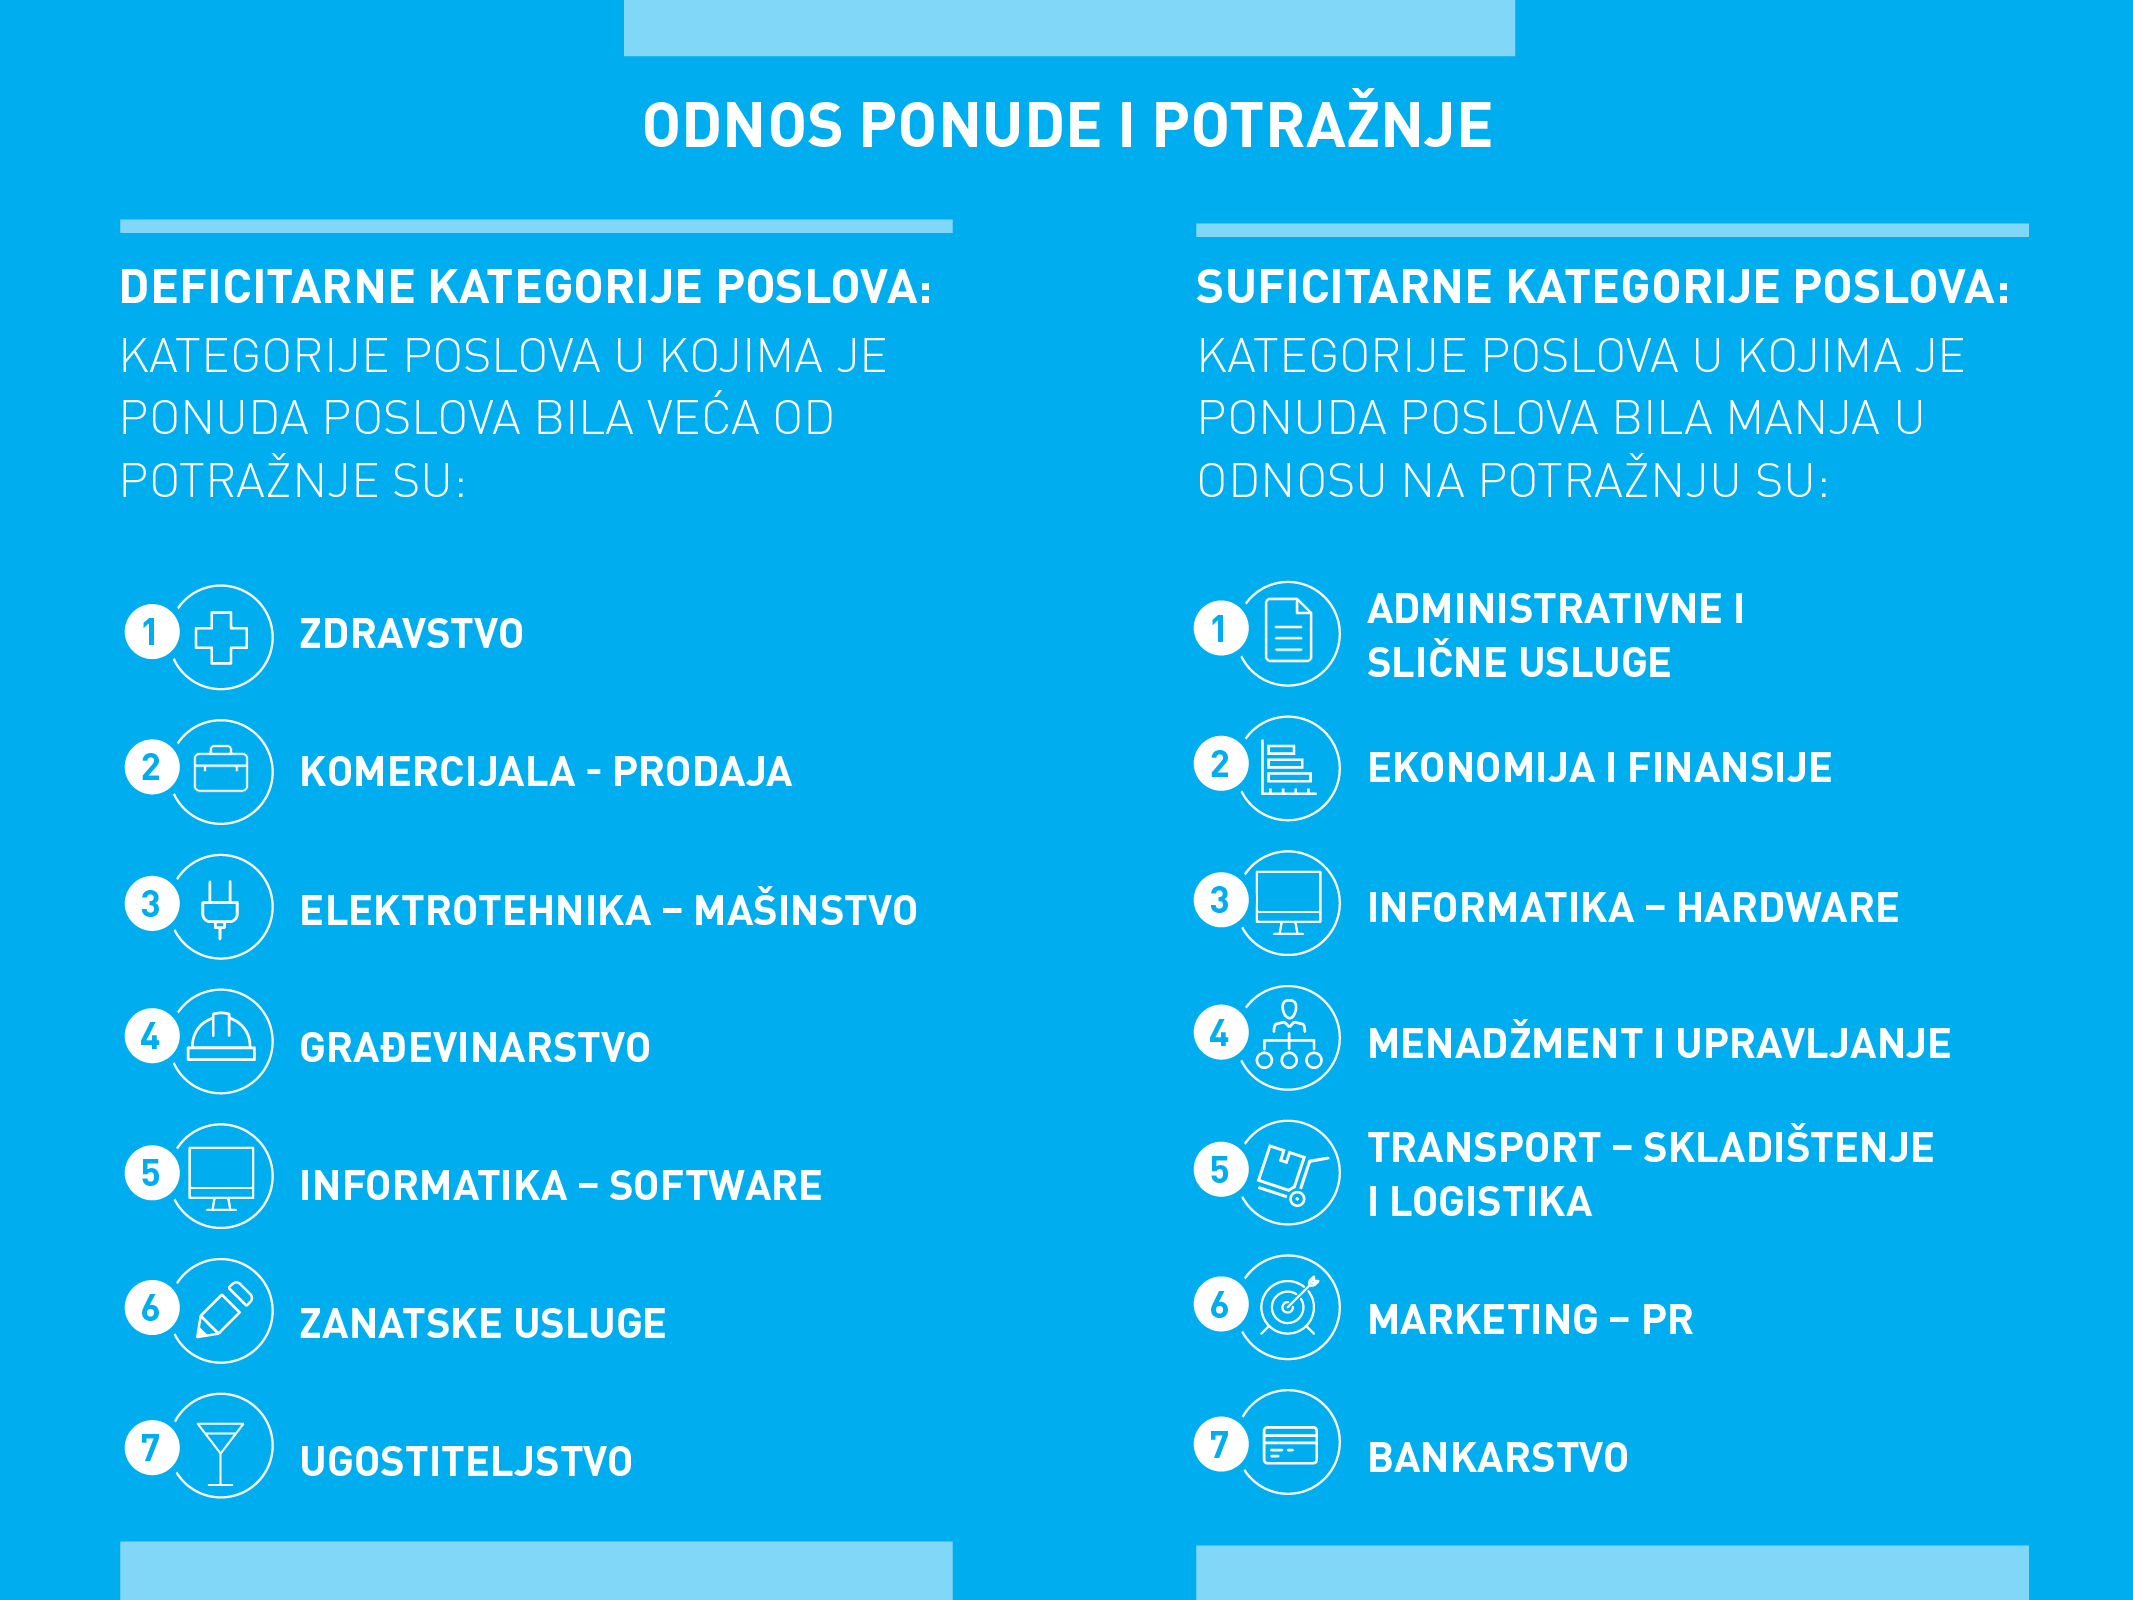 ODNOS PONUDE I POTRAŽNJE
DEFICITARNE KATEGORIJE POSLOVA:
KATEGORIJE POSLOVA U KOJIMA JE
PONUDA POSLOVA BILA VEĆA OD
POTRAŽNJE SU:
1 ZDRAVSTVO
2 KOMERCIJALA - PRODAJA
3 ELEKTROTEHNIKA – MAŠINSTVO
4 GRAĐEVINARSTVO
5 INFORMATIKA – SOFTWARE
6 ZANATSKE USLUGE
7 UGOSTITELJSTVO
SUFICITARNE KATEGORIJE POSLOVA:
KATEGORIJE POSLOVA U KOJIMA JE
PONUDA POSLOVA BILA MANJA U
ODNOSU NA POTRAŽNJU SU:
1 ADMINISTRATIVNE I
SLIČNE USLUGE
2 EKONOMIJA I FINANSIJE
3 INFORMATIKA – HARDWARE
4 MENADŽMENT I UPRAVLJANJE
5 TRANSPORT – SKLADIŠTENJE
I LOGISTIKA
6 MARKETING – PR
7 BANKARSTVO